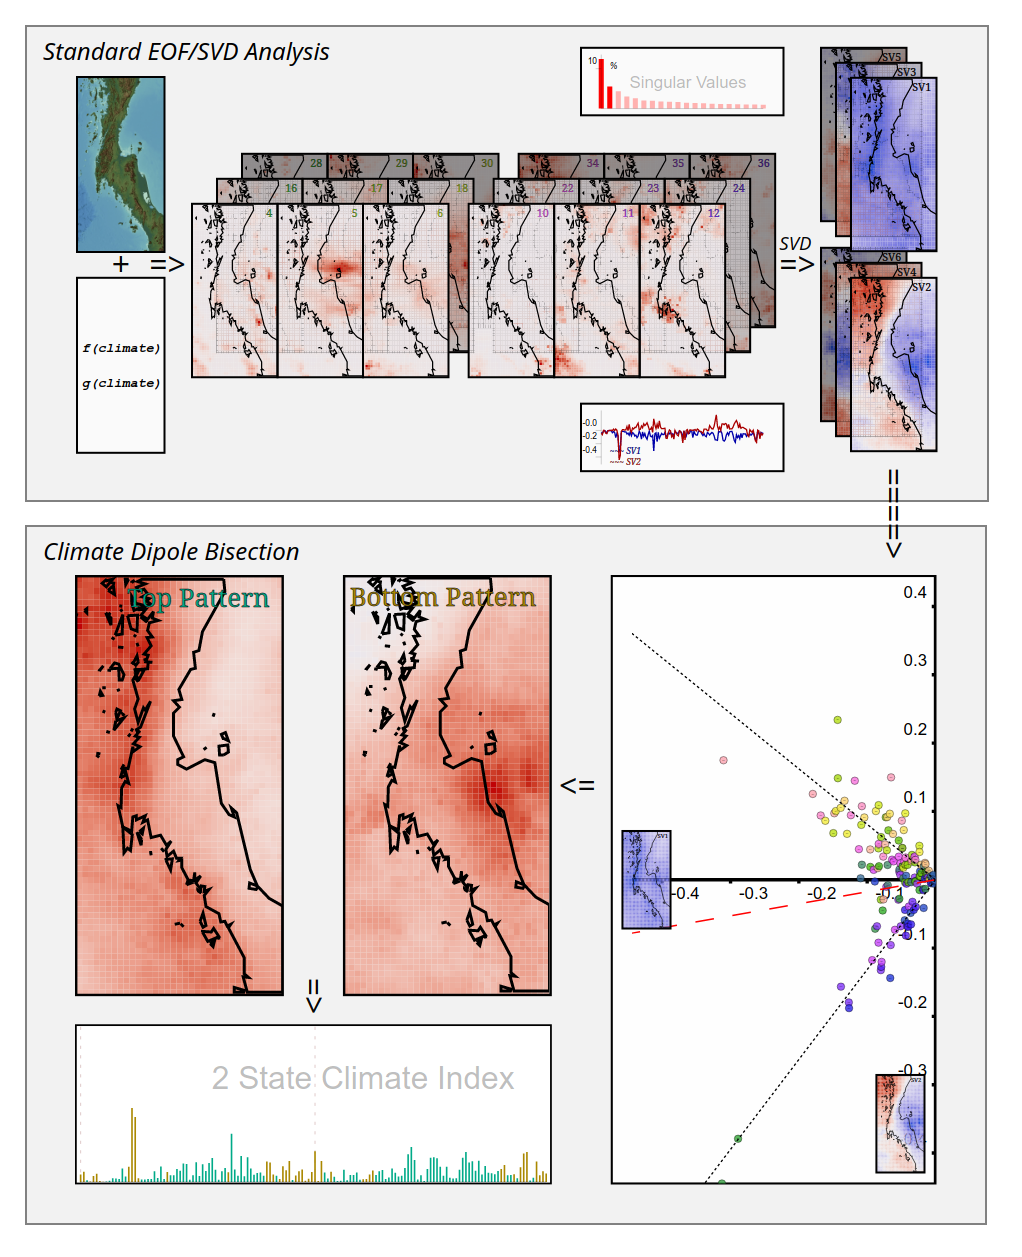 Standard EOF/SVD Analysis
10
%
Singular Values
SV5
SV3
SV1
28
29
30
34
35
36
16
17
18
22
23
24
4
5
6
10
11
12
+ =>
SVD
=>
SV6
SV4
SV2
f(climate)
g(climate)
-0.0
-0.2
-0.4
~~~ SV1
~~~ SV2
====>
Climate Dipole Bisection
Top Pattern
Bottom Pattern
0.4
0.3
0.2
0.1
<=
SV1
-0.4
-0.3
-0.2
-0.1
-0.1
-0.2
-0.3
SV2
=>
2 State Climate Index